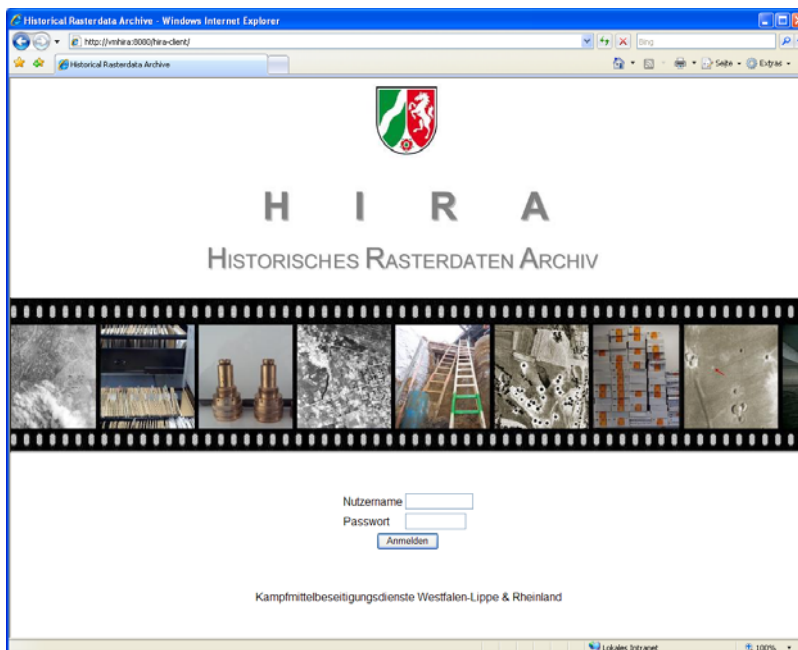 Historical Rasterdata Archive - Windows Internet Explorer
http://vmhira:8080/hira-client/
Bing
Historical Rasterdata Archive
Seite
Extras
H I R A
HISTORISCHES RASTERDATEN ARCHIV
Nutzername
Passwort
Anmelden
Kampfmittelbeseitigungsdienste Westfalen-Lippe & Rheinland
Lokales Intranet
100%